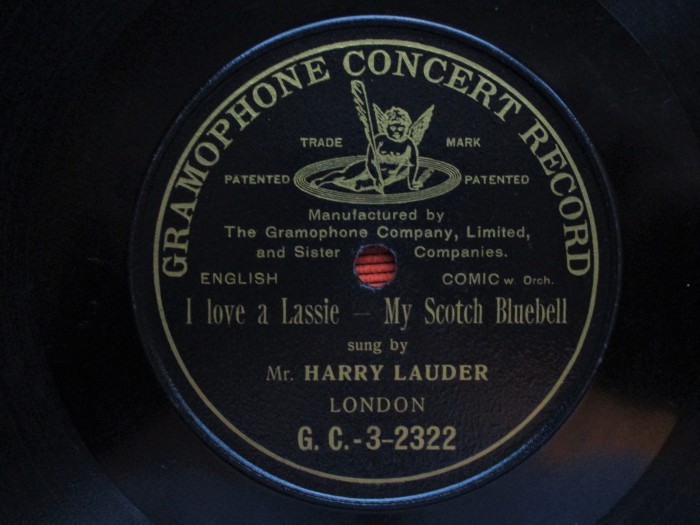 GRAMOPHONE CONCERT RECORD
TRADE MARK
PATENTED PATENTED
Manufactured by
The Gramophone Company, Limited,
and Sister Companies.
ENGLISH COMIC w. Orch.
I love a Lassie – My Scotch Bluebell
sung by
Mr. HARRY LAUDER
LONDON
G. C.-3-2322